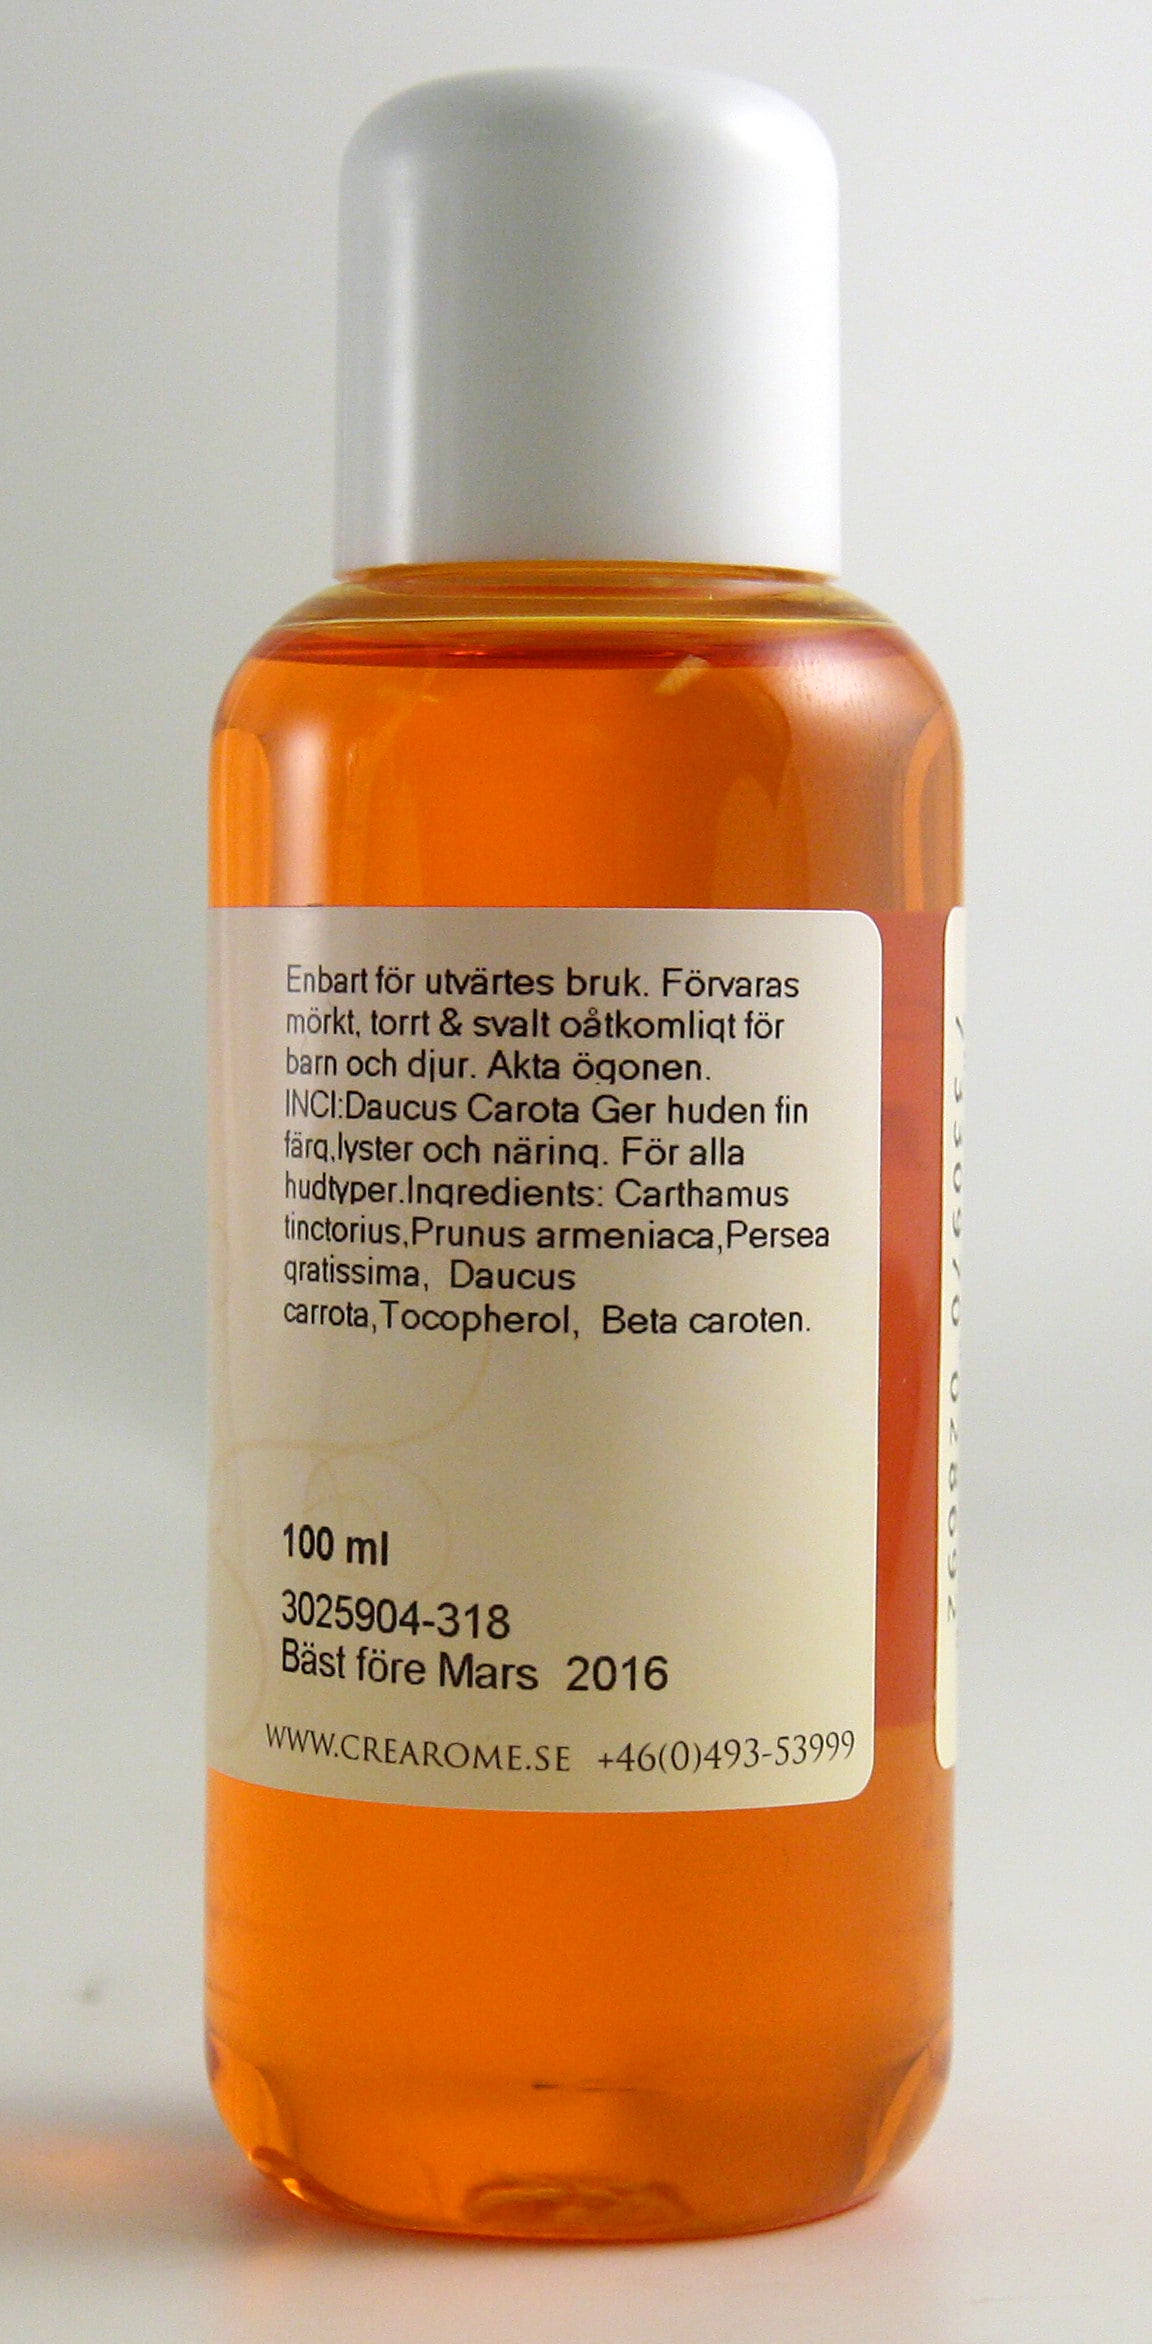 Enbart för utvärtes bruk. Förvaras
mörkt, torrt & svalt oåtkomligt för
barn och djur. Akta ögonen.
INCI:Daucus Carota Ger huden fin
färg,lyster och näring. För alla
hudtyper.Ingredients: Carthamus
tinctorius,Prunus armeniaca,Persea
gratissima, Daucus
carrota,Tocopherol, Beta caroten.
100 ml
3025904-318
Bäst före Mars 2016
WWW.CREAROME.SE +46(0)493-53999